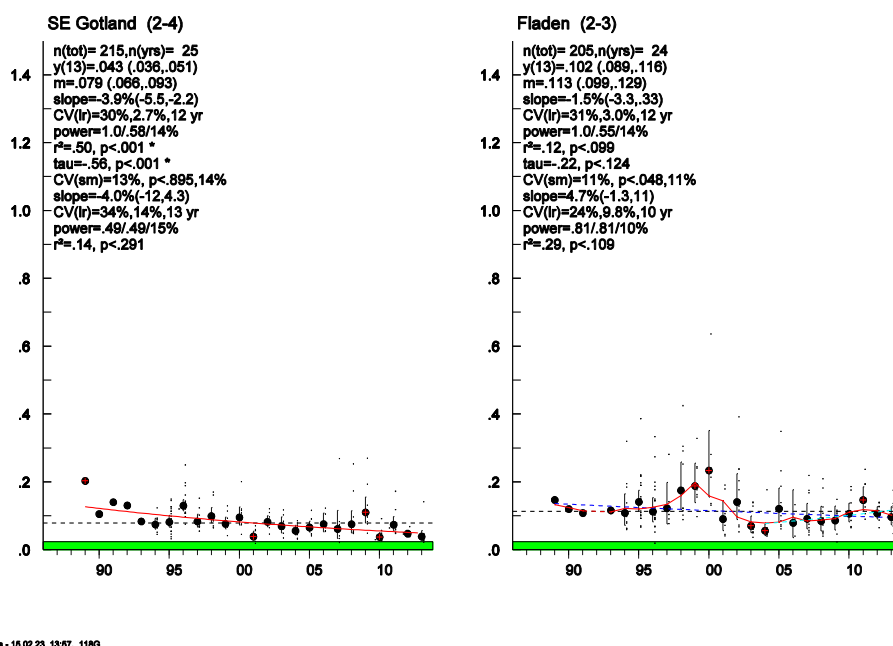 SE Gotland (2-4)
n(tot)= 215,n(yrs)= 25
y(13)=.043 (.036,.051)
m=.079 (.066,.093)
slope=-3.9%(-5.5,-2.2)
CV(lr)=30%,2.7%,12 yr
power=1.0/.58/14%
r²=.50, p<.001 *
tau=-.56, p<.001 *
CV(sm)=13%, p<.895,14%
slope=-4.0%(-12,4.3)
CV(lr)=34%,14%,13 yr
power=.49/.49/15%
r²=.14, p<.291
1.4
1.2
1.0
.8
.6
.4
.2
.0
90 95 00 05 10
Fladen (2-3)
n(tot)= 205,n(yrs)= 24
y(13)=.102 (.089,.116)
m=.113 (.099,.129)
slope=-1.5%(-3.3,.33)
CV(lr)=31%,3.0%,12 yr
power=1.0/.55/14%
r²=.12, p<.099
tau=-.22, p<.124
CV(sm)=11%, p<.048,11%
slope=4.7%(-1.3,11)
CV(lr)=24%,9.8%,10 yr
power=.81/.81/10%
r²=.29, p<.109
1.4
1.2
1.0
.8
.6
.4
.2
.0
90 95 00 05 10
- 15.02.23 13:57, 118G